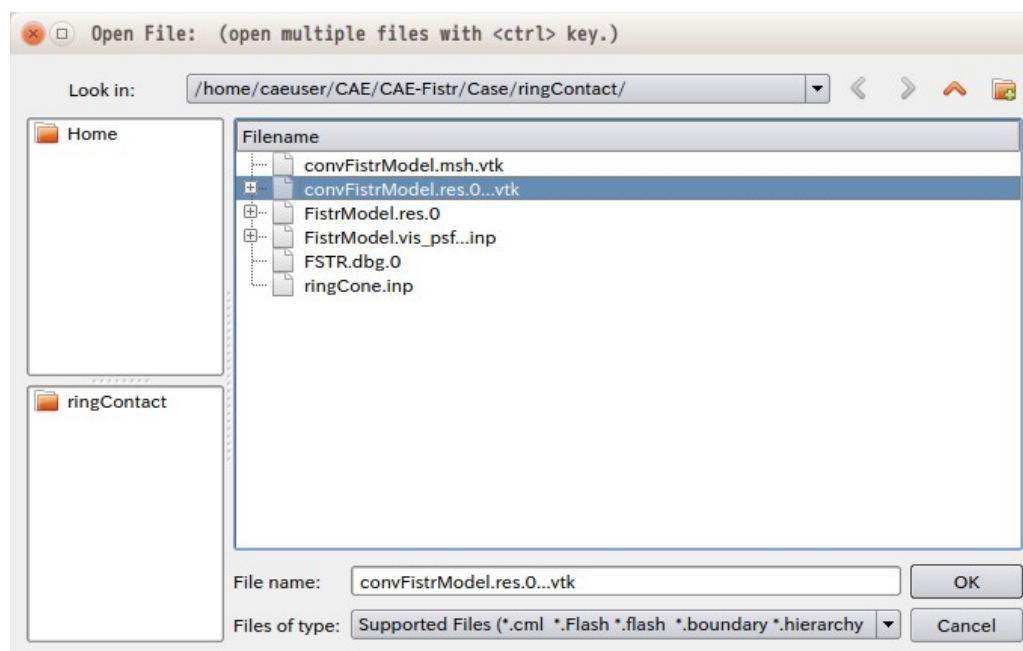 Open File: (open multiple files with <ctrl> key.)
Look in: /home/caeuser/CAE/CAE-Fistr/Case/ringContact/
Home
Filename
convFistrModel.msh.vtk
convFistrModel.res.0...vtk
FistrModel.res.0
FistrModel.vis_psf...inp
FSTR.dbg.0
ringCone.inp
ringContact
File name: convFistrModel.res.0...vtk OK
Files of type: Supported Files (*.cml *.Flash *.flash *.boundary *.hierarchy Cancel